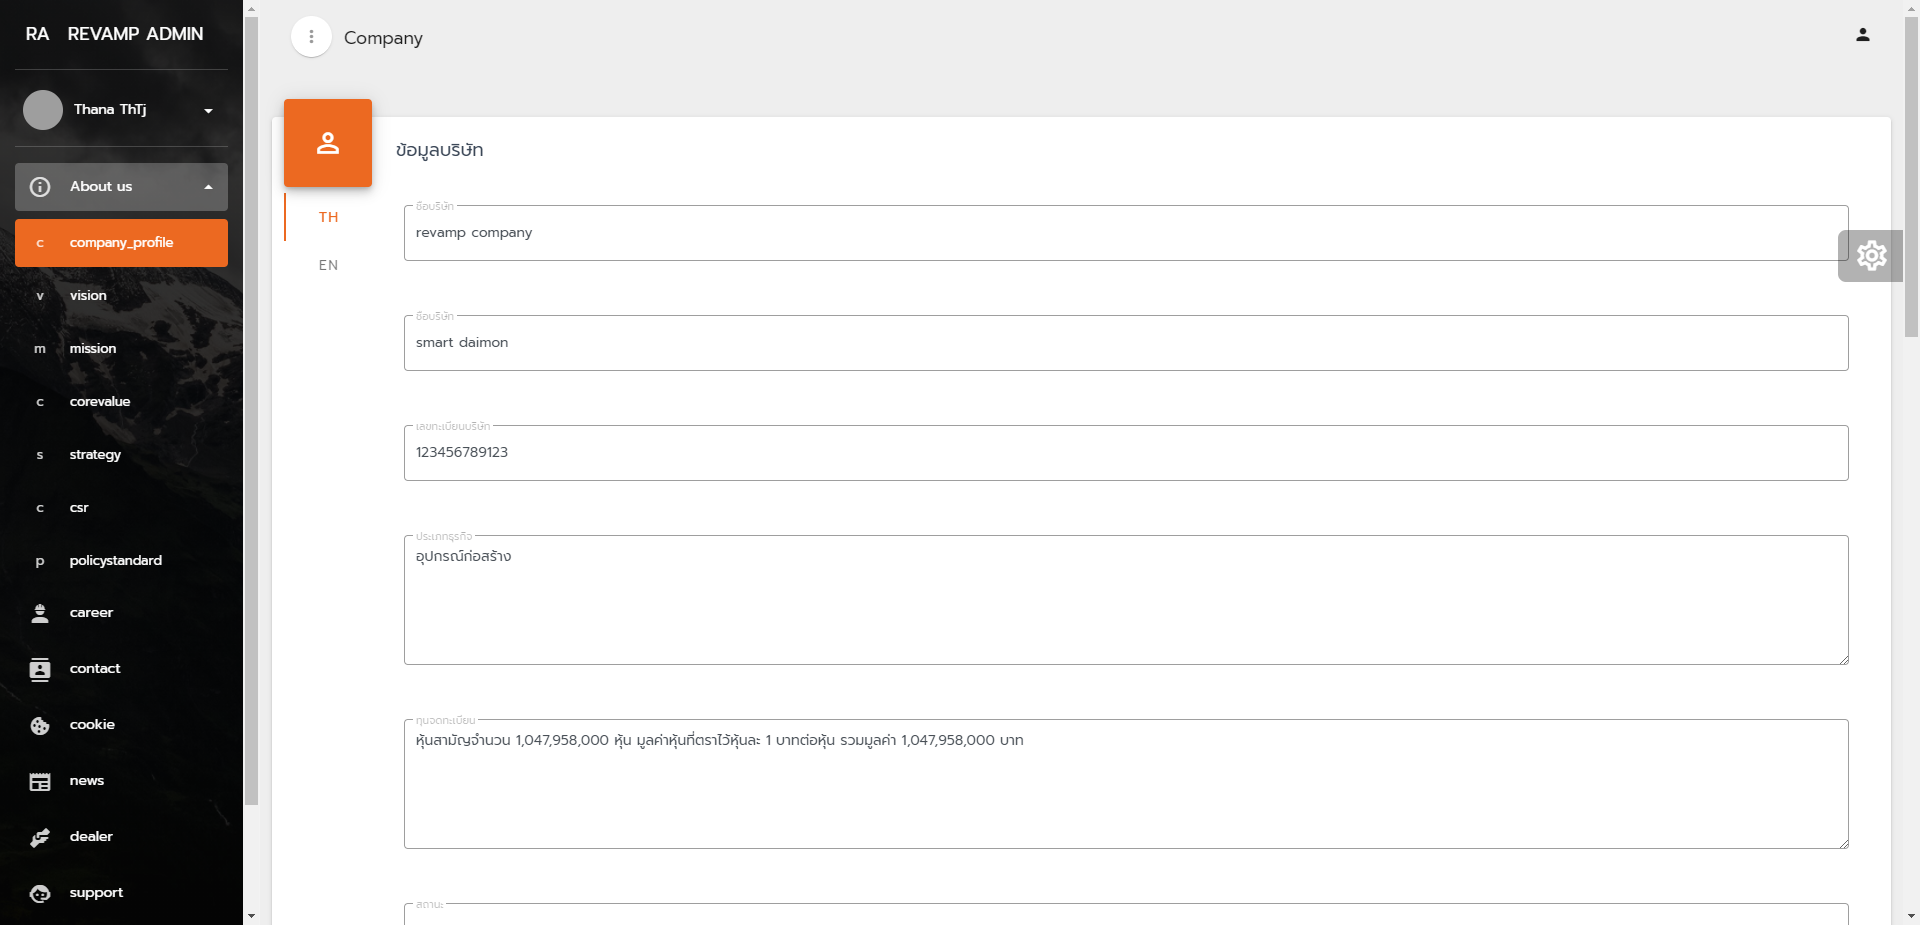 RA REVAMP ADMIN
Thana ThTj
About us
c company_profile
v vision
m mission
c corevalue
s strategy
c csr
p policystandard
career
contact
cookie
news
dealer
support
Company
ข้อมูลบริษัท
TH
EN
ชื่อบริษัท
revamp company
ชื่อบริษัท
smart daimon
เลขทะเบียนบริษัท
123456789123
ประเภทธุรกิจ
อุปกรณ์ก่อสร้าง
ทุนจดทะเบียน
หุ้นสามัญจำนวน 1,047,958,000 หุ้น มูลค่าหุ้นที่ตราไว้หุ้นละ 1 บาทต่อหุ้น รวมมูลค่า 1,047,958,000 บาท
สถานะ